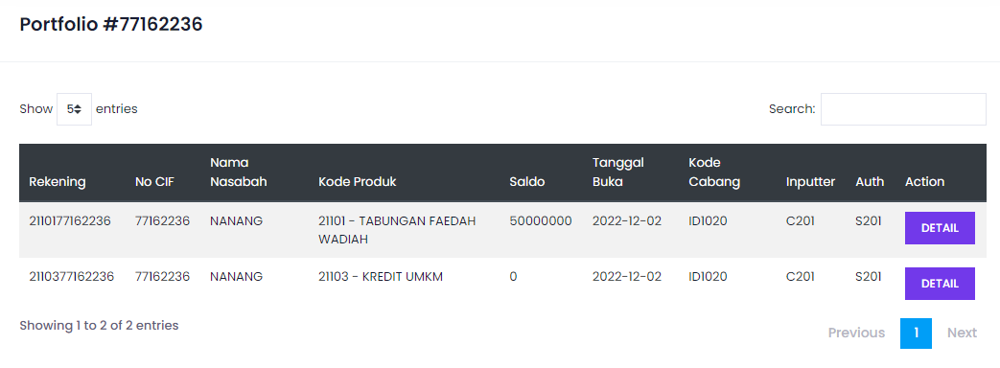 Portfolio #77162236
Show 5 entries Search:
Rekening No CIF Nama Nasabah Kode Produk Saldo Tanggal Buka Kode Cabang Inputter Auth Action
2110177162236 77162236 NANANG 21101 - TABUNGAN FAEDAH WADIAH 50000000 2022-12-02 ID1020 C201 S201 DETAIL
2110377162236 77162236 NANANG 21103 - KREDIT UMKM 0 2022-12-02 ID1020 C201 S201 DETAIL
Showing 1 to 2 of 2 entries
Previous 1 Next